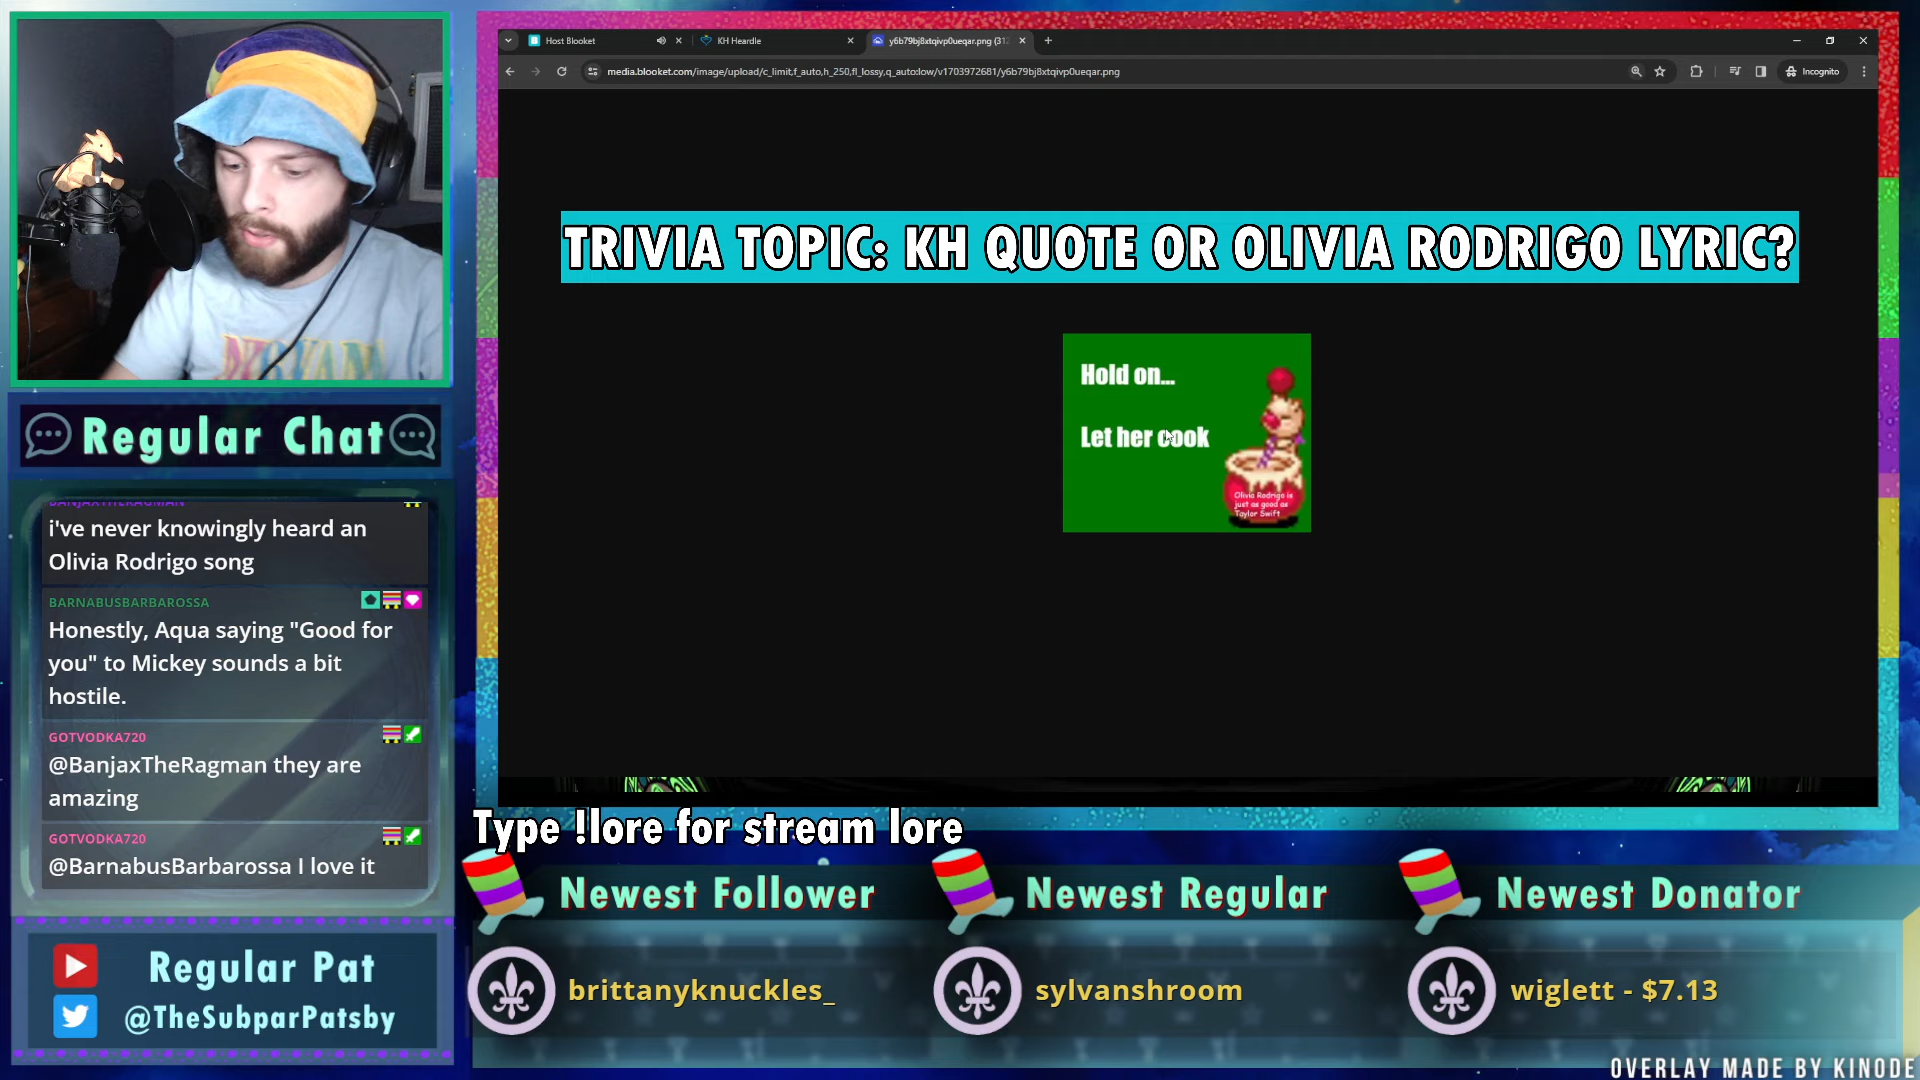 Host Blooket
KH Heardle
y6b79bj8xtqivp0ueqar.png (312
media.blooket.com/image/upload/c_limit,f_auto,h_250,fl_lossy,q_auto:low/v1703972681/y6b79bj8xtqivp0ueqar.png
Incognito
TRIVIA TOPIC: KH QUOTE OR OLIVIA RODRIGO LYRIC?
Hold on...
Let her cook
Olivia Rodrigo is
just as good as
Taylor Swift
Regular Chat
BANJAXTHERAGMAN
i've never knowingly heard an
Olivia Rodrigo song
BARNABUSBARBAROSSA
Honestly, Aqua saying "Good for
you" to Mickey sounds a bit
hostile.
GOTVODKA720
@BanjaxTheRagman they are
amazing
GOTVODKA720
@BarnabusBarbarossa I love it
Regular Pat
@TheSubparPatsby
Type !lore for stream lore
Newest Follower
brittanyknuckles_
Newest Regular
sylvanshroom
Newest Donator
wiglett - $7.13
OVERLAY MADE BY KINODE